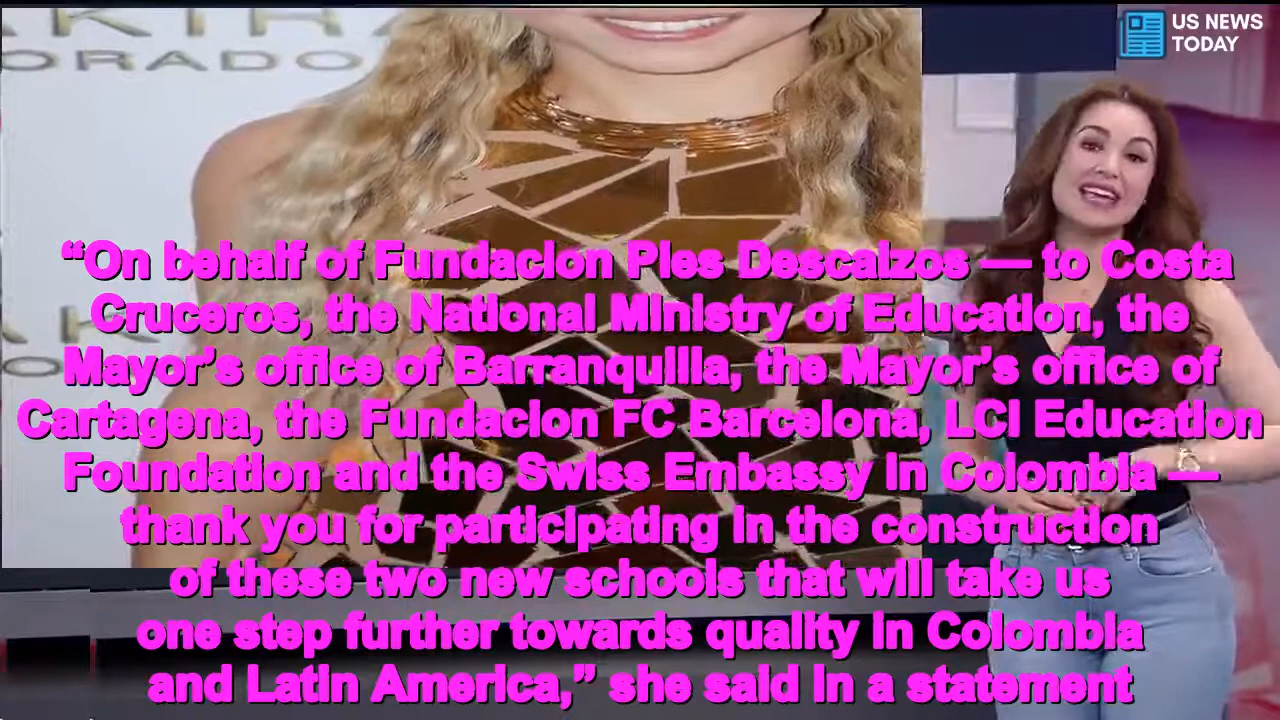 AKIRA
ORADO
US NEWS
TODAY
“On behalf of Fundacion Pies Descalzos — to Costa
Cruceros, the National Ministry of Education, the
Mayor’s office of Barranquilla, the Mayor’s office of
Cartagena, the Fundacion FC Barcelona, LCI Education
Foundation and the Swiss Embassy in Colombia —
thank you for participating in the construction
of these two new schools that will take us
one step further towards quality in Colombia
and Latin America,” she said in a statement